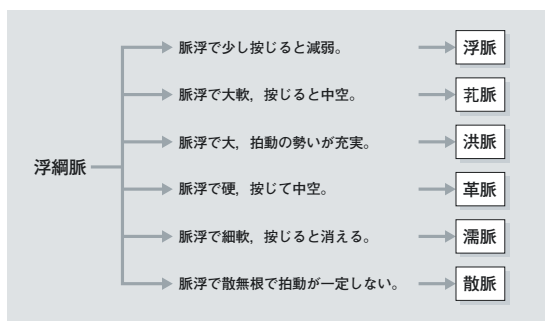 脈浮で少し按じると減弱。 浮脈
脈浮で大軟，按じると中空。 芤脈
脈浮で大，拍動の勢いが充実。 洪脈
浮綱脈
脈浮で硬，按じて中空。 革脈
脈浮で細軟，按じると消える。 濡脈
脈浮で散無根で拍動が一定しない。 散脈